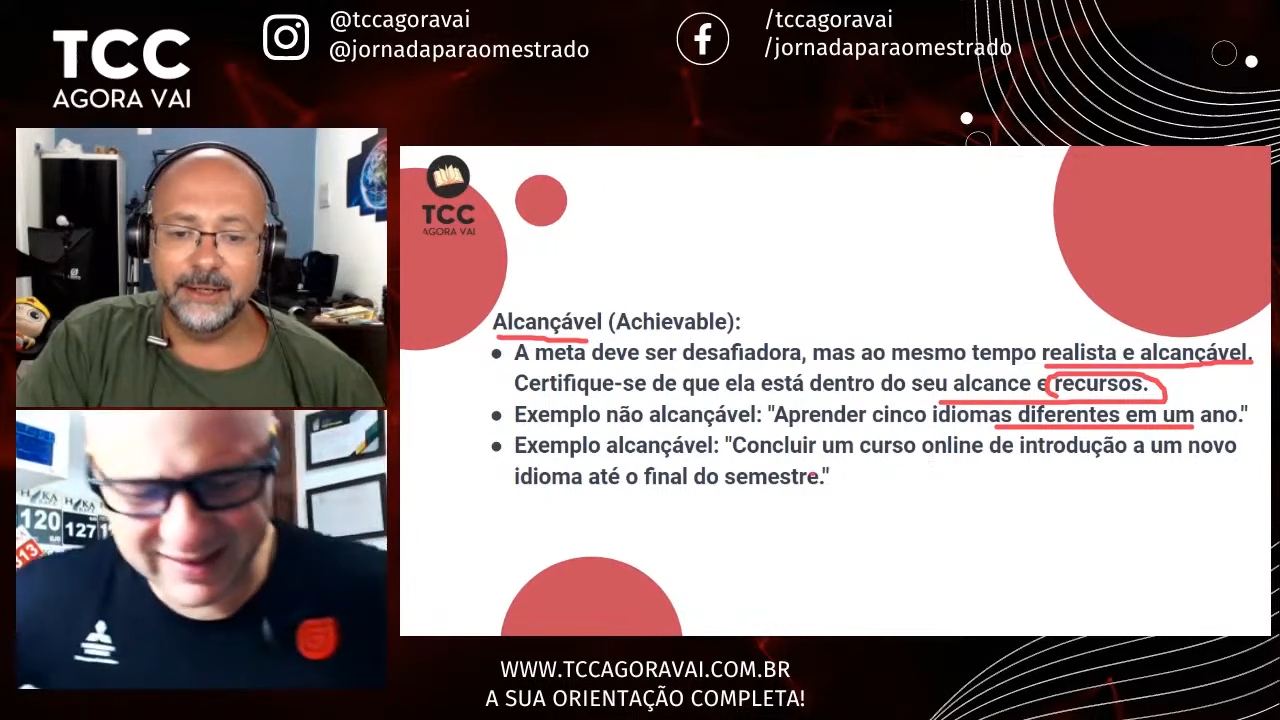 TCC
AGORA VAI
@tccagoravai
@jornadaparaomestrado
/tccagoravai
/jornadaparaomestrado
TCC
AGORA VAI
Alcançável (Achievable):
● A meta deve ser desafiadora, mas ao mesmo tempo realista e alcançável.
Certifique-se de que ela está dentro do seu alcance e recursos.
● Exemplo não alcançável: "Aprender cinco idiomas diferentes em um ano."
● Exemplo alcançável: "Concluir um curso online de introdução a um novo
idioma até o final do semestre."
120
127
WWW.TCCAGORAVAI.COM.BR
A SUA ORIENTAÇÃO COMPLETA!